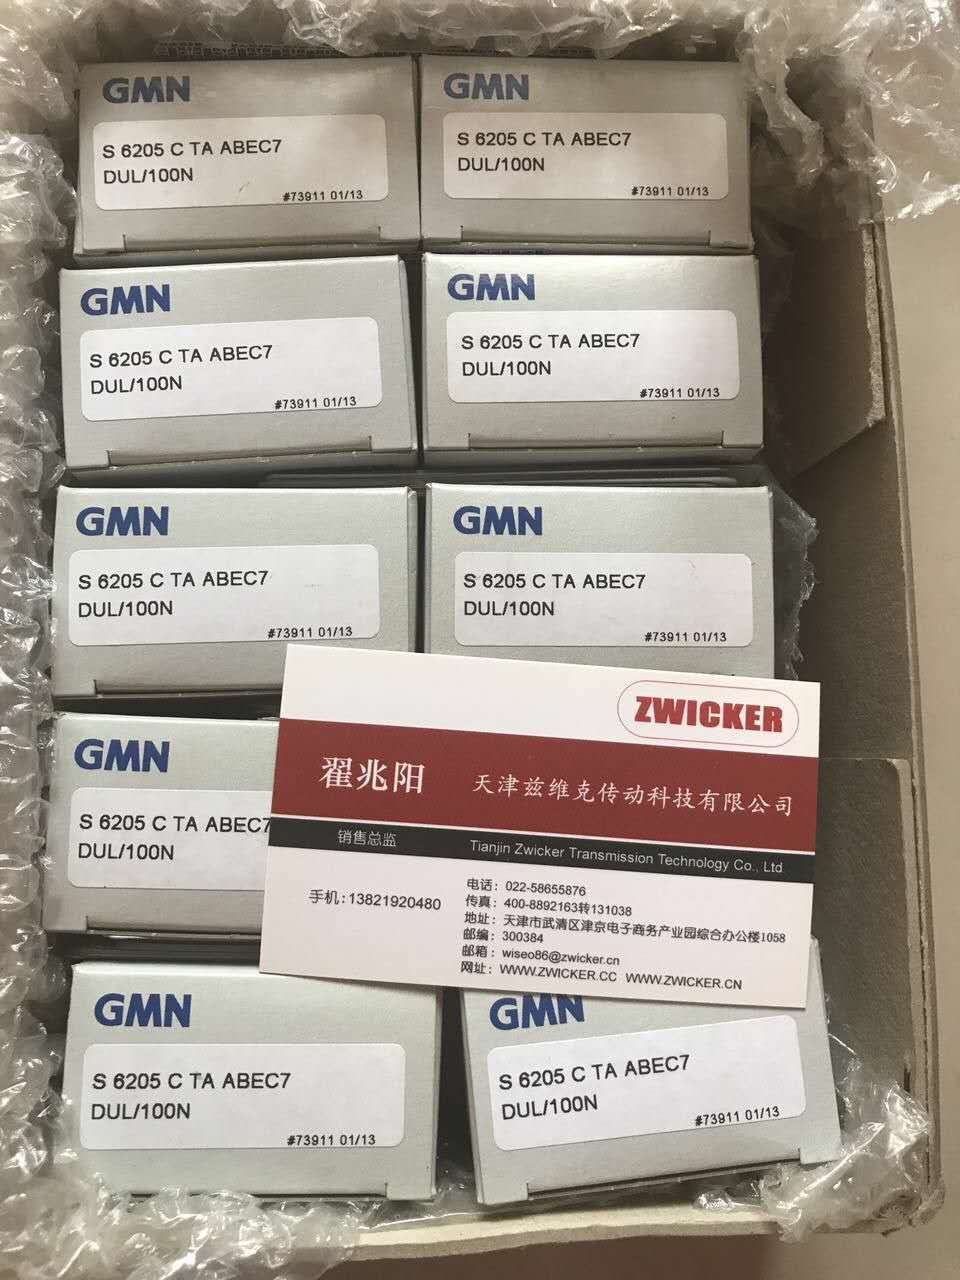 GMN
S 6205 C TA ABEC7
DUL/100N
#73911 01/13
GMN
S 6205 C TA ABEC7
DUL/100N
#73911 01/13
GMN
S 6205 C TA ABEC7
DUL/100N
#73911 01/13
GMN
S 6205 C TA ABEC7
DUL/100N
#73911 01/13
GMN
S 6205 C TA ABEC7
DUL/100N
#73911 01/13
GMN
S 6205 C TA ABEC7
DUL/100N
#73911 01/13
GMN
S 6205 C TA ABEC7
DUL/100N
ZWICKER
翟兆阳 天津兹维克传动科技有限公司
销售总监 Tianjin Zwicker Transmission Technology Co., Ltd
手机:13821920480
电话: 022-58655876
传真: 400-8892163转131038
地址: 天津市武清区津京电子商务产业园综合办公楼1058
邮编: 300384
邮箱: wiseo86@zwicker.cn
网址: WWW.ZWICKER.CC WWW.ZWICKER.CN
GMN
S 6205 C TA ABEC7
DUL/100N
#73911 01/13
GMN
S 6205 C TA ABEC7
DUL/100N
#73911 01/13